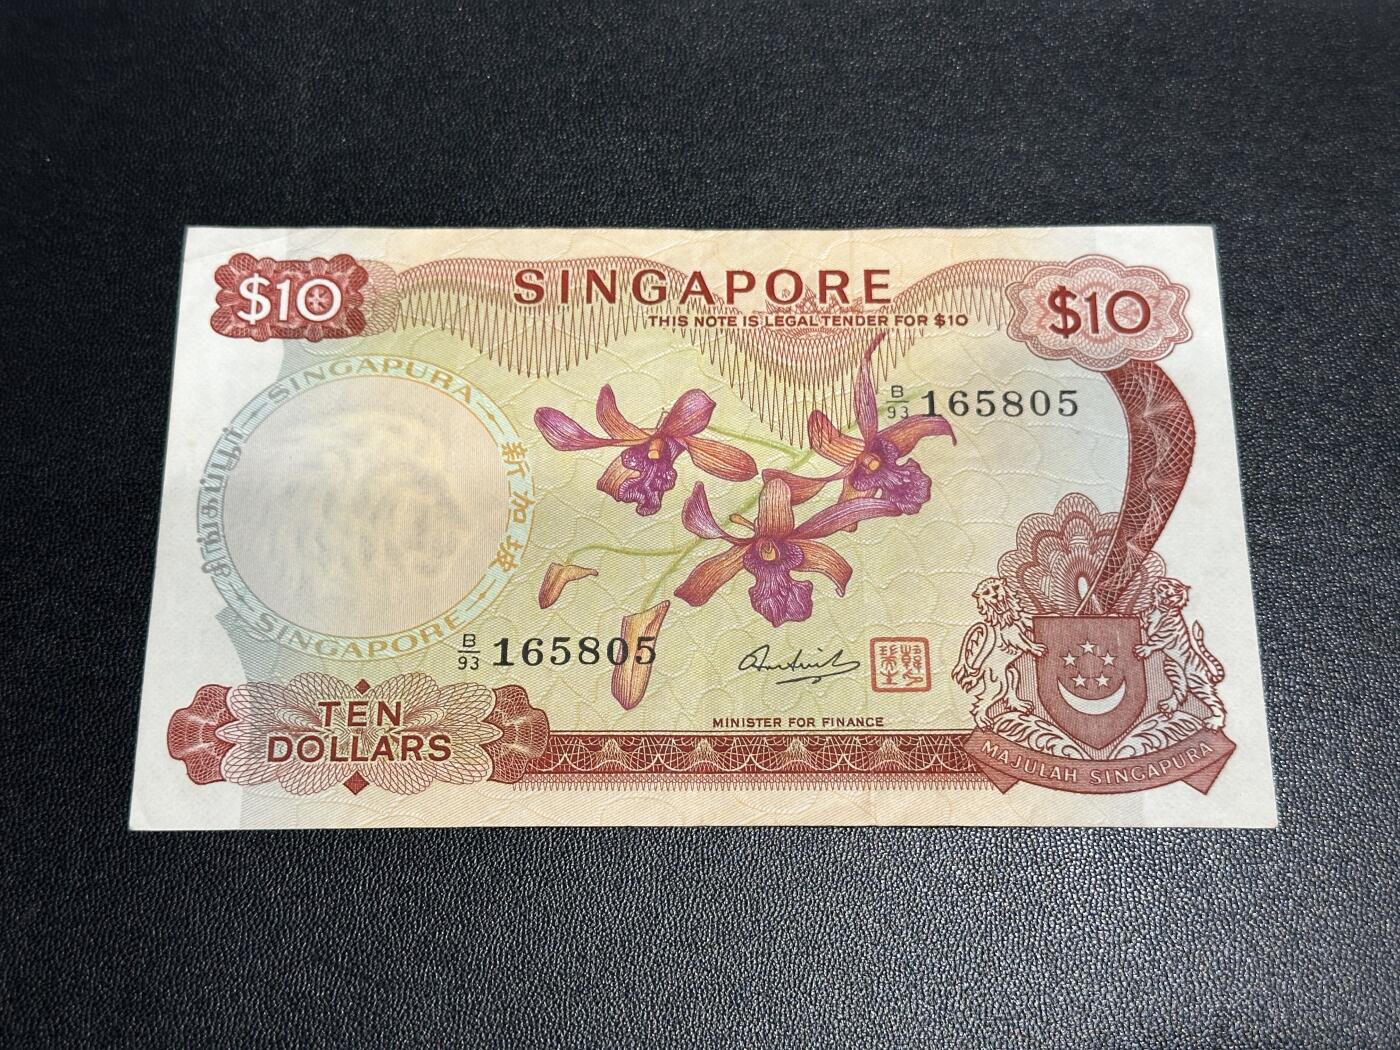 $10
SINGAPORE
$10
THIS NOTE IS LEGAL TENDER FOR $10
SINGAPURA
சிங்கப்பூர்
新加坡
SINGAPORE
B/93 165805
B/93 165805
MINISTER FOR FINANCE
TEN
DOLLARS
MAJULAH SINGAPURA